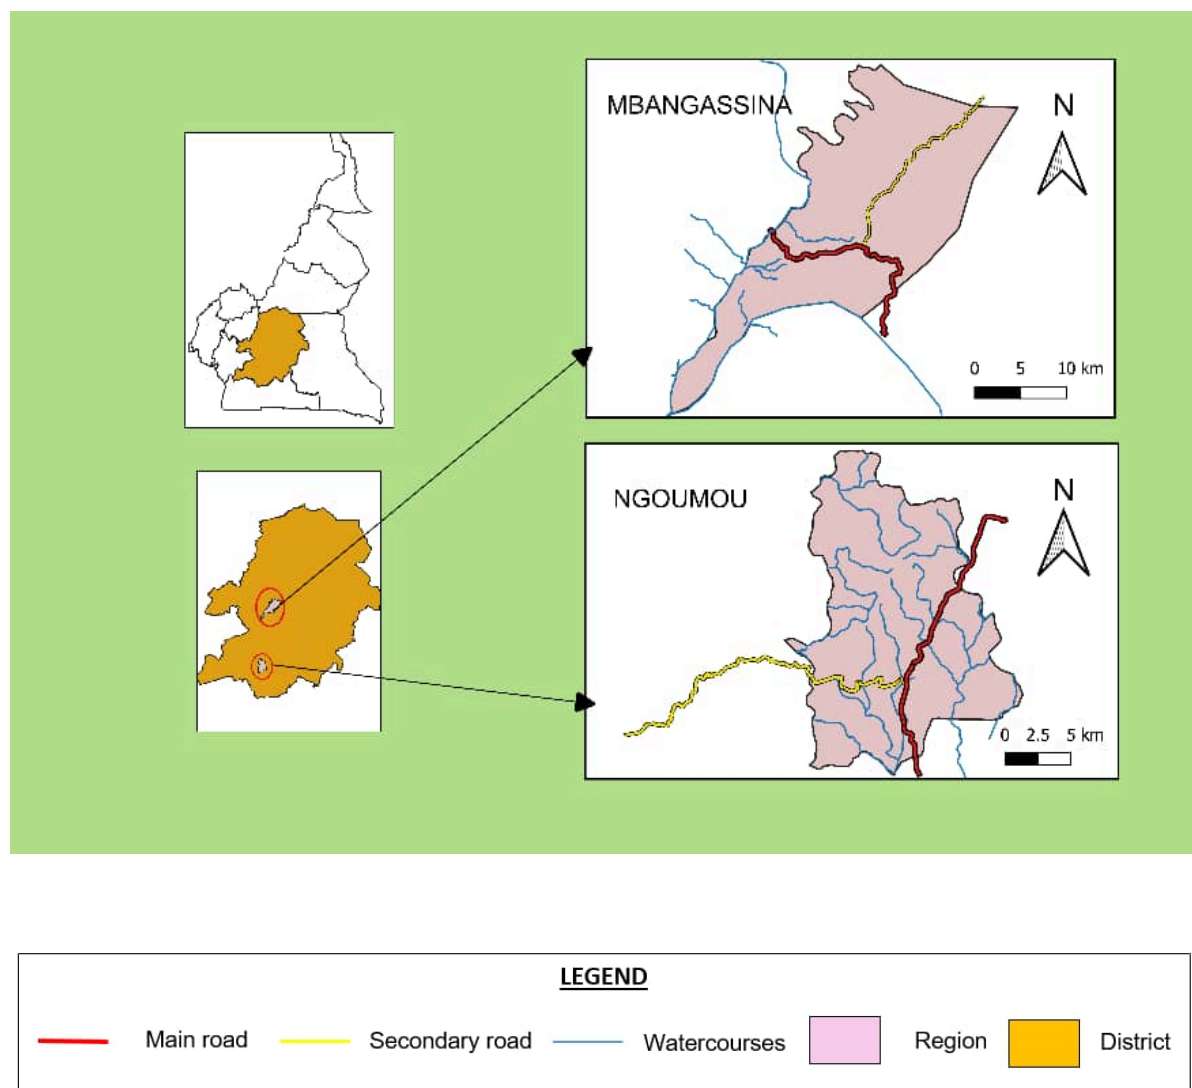 MBANGASSINA
N
0 5 10 km
NGOUMOU
N
0 2.5 5 km
LEGEND
Main road Secondary road Watercourses Region District